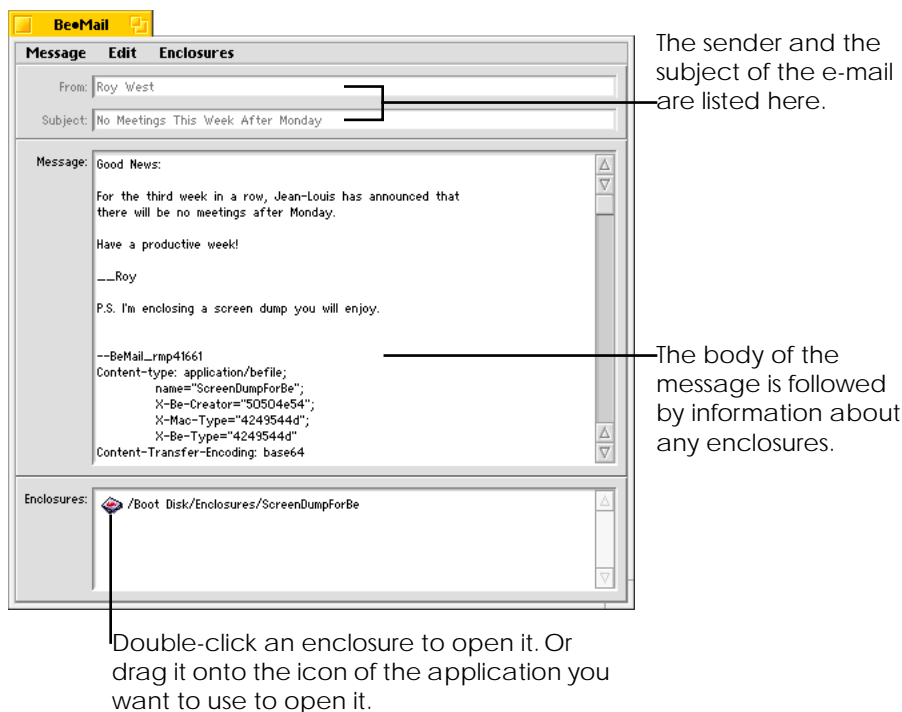 Be•Mail
Message Edit Enclosures
From: Roy West
Subject: No Meetings This Week After Monday
The sender and the
subject of the e-mail
are listed here.
Message: Good News:
For the third week in a row, Jean-Louis has announced that
there will be no meetings after Monday.
Have a productive week!
__Roy
P.S. I'm enclosing a screen dump you will enjoy.
--BeMail_rmp41661
Content-type: application/befile;
name="ScreenDumpForBe";
X-Be-Creator="50504e54";
X-Mac-Type="4249544d";
X-Be-Type="4249544d"
Content-Transfer-Encoding: base64
The body of the
message is followed
by information about
any enclosures.
Enclosures: /Boot Disk/Enclosures/ScreenDumpForBe
Double-click an enclosure to open it. Or
drag it onto the icon of the application you
want to use to open it.